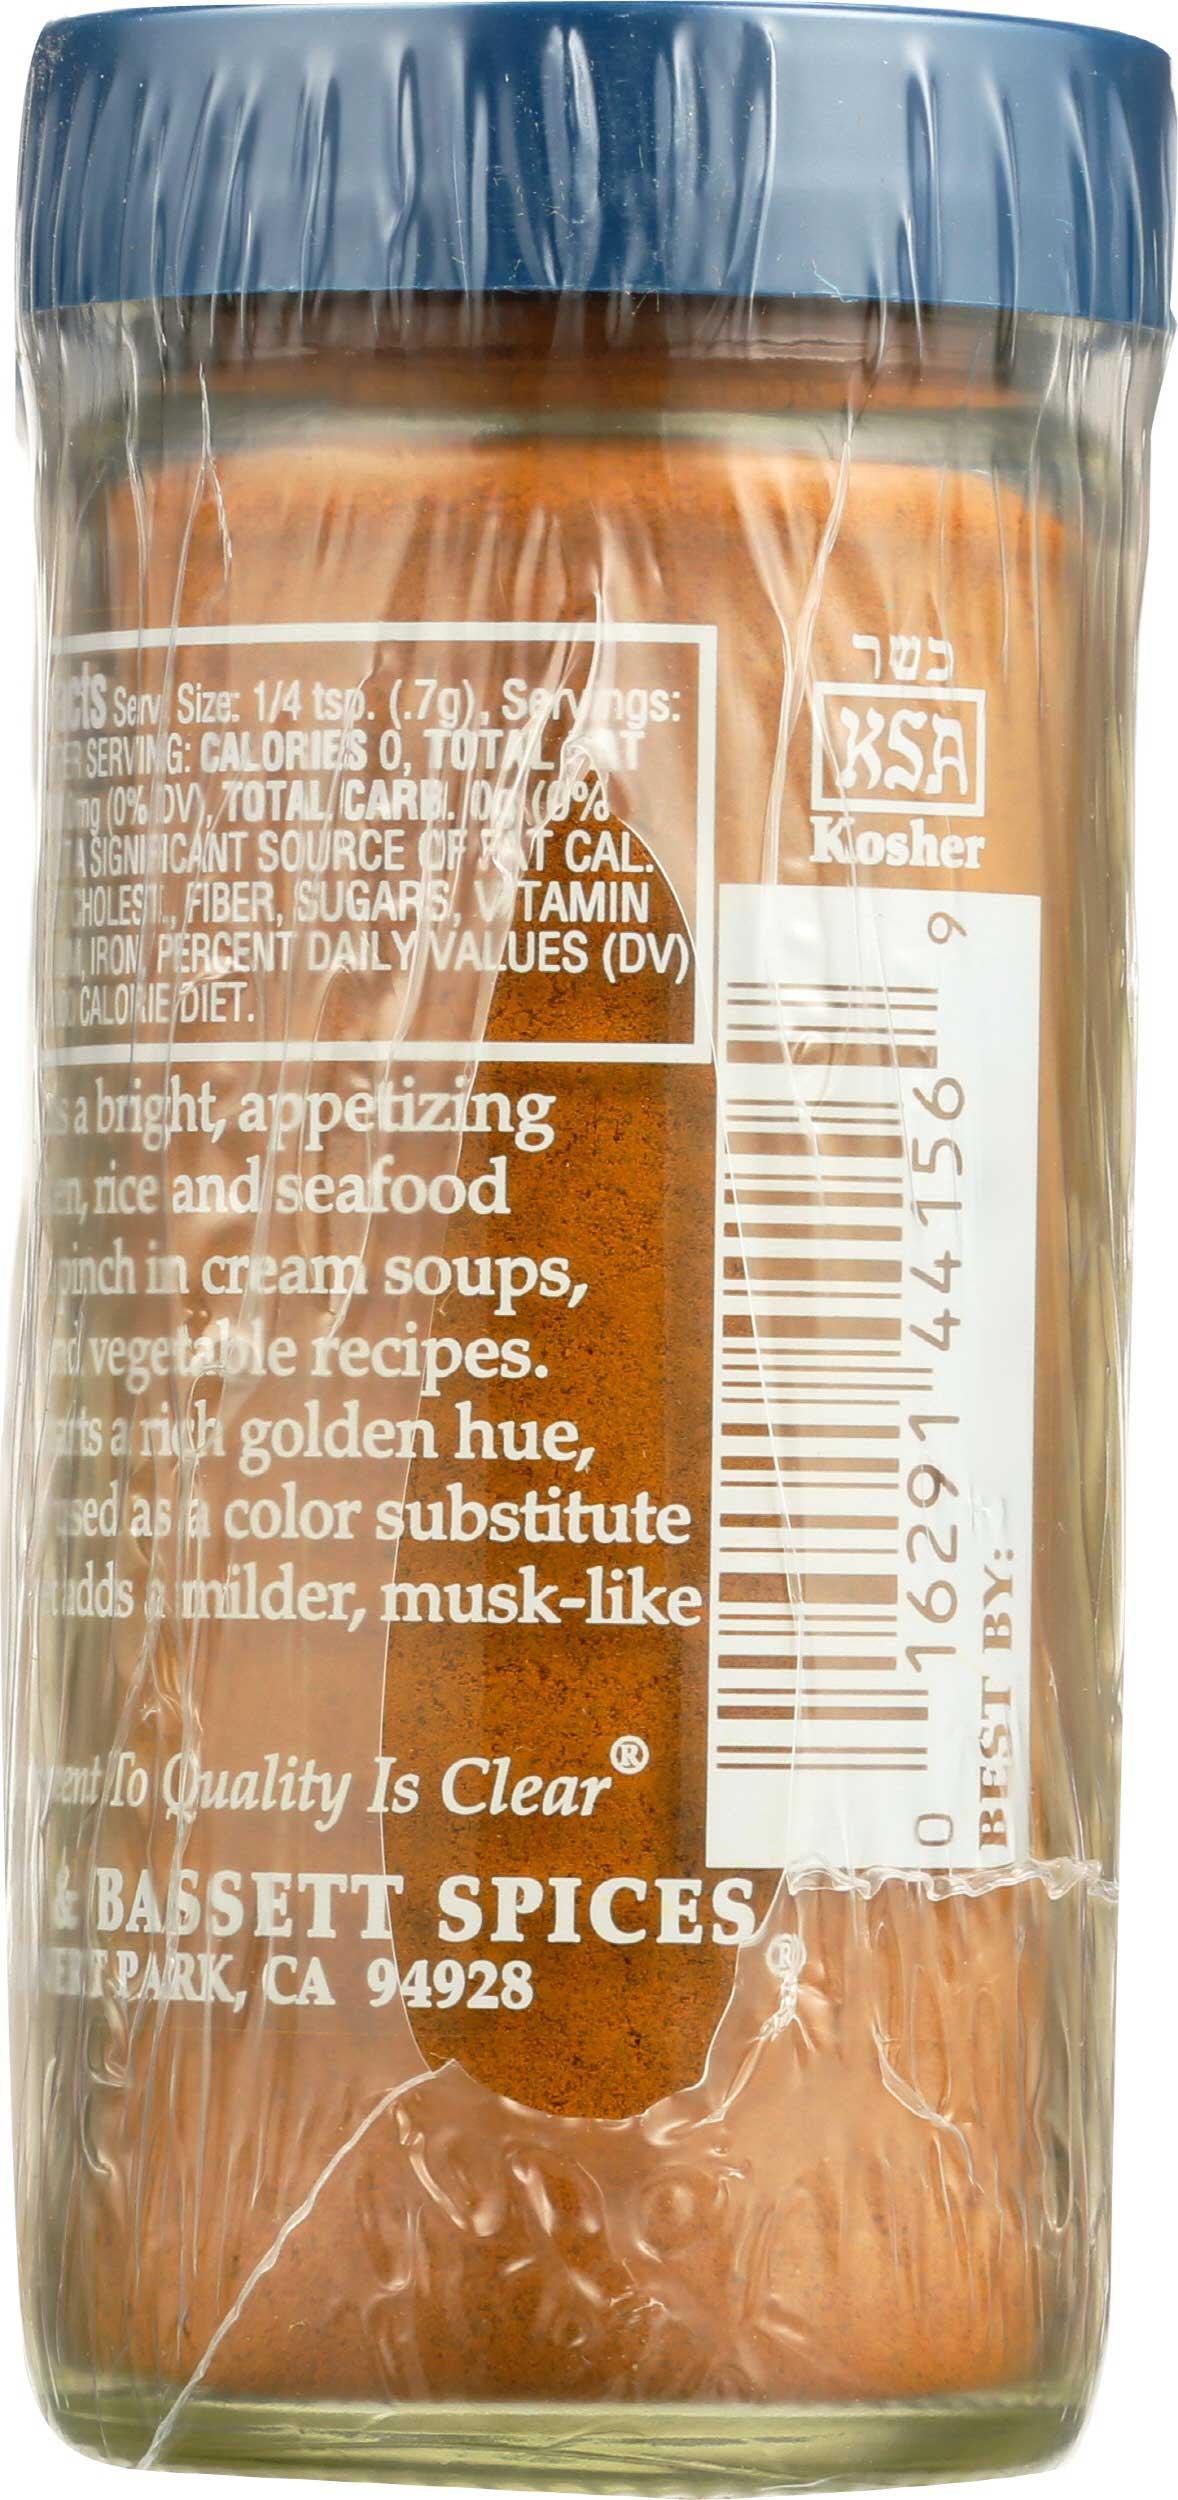 Serv. Size: 1/4 tsp. (.7g), Servings:
SERVING: CALORIES 0, TOTAL FAT
mg (0% DV), TOTAL CARB. 0g (0%
A SIGNIFICANT SOURCE OF FAT CAL.
CHOLEST., FIBER, SUGARS, VITAMIN
IRON. PERCENT DAILY VALUES (DV)
CALORIE DIET.
a bright, appetizing
rice and seafood
pinch in cream soups,
vegetable recipes.
a rich golden hue,
used as a color substitute
adds a milder, musk-like
To Quality Is Clear®
& BASSETT SPICES®
PARK, CA 94928
כשר
KSA
Kosher
0 16291 44156 9
BEST BY: